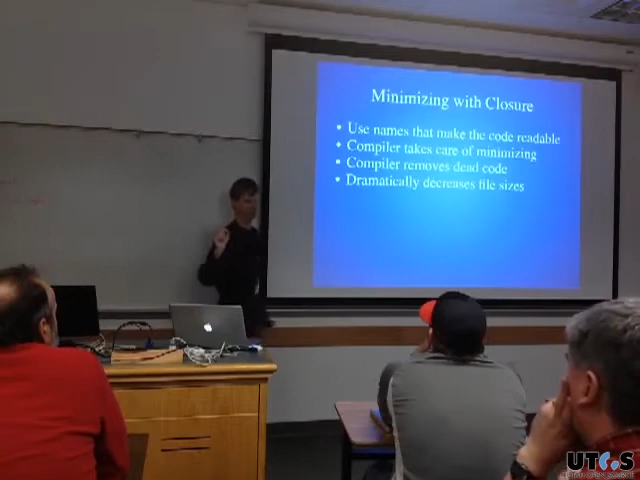 Minimizing with Closure
• Use names that make the code readable
• Compiler takes care of minimizing
• Compiler removes dead code
• Dramatically decreases file sizes
UTOS